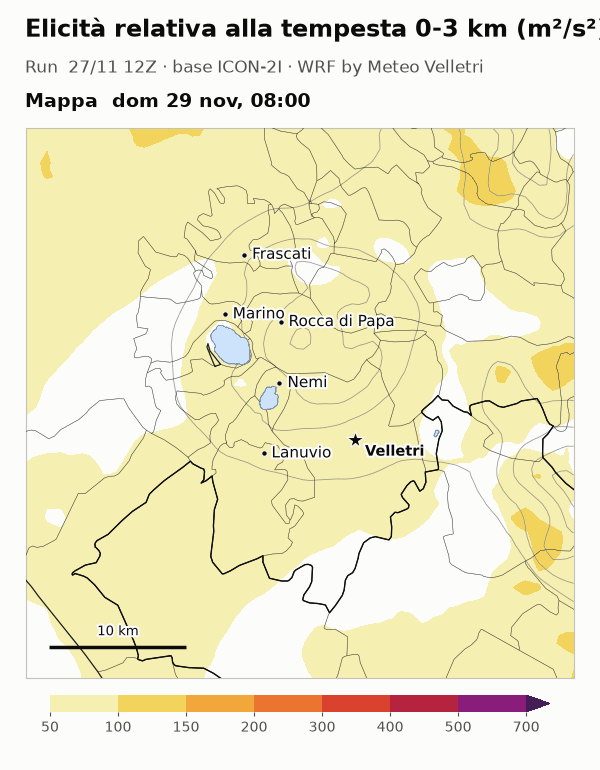 Elicità relativa alla tempesta 0-3 km (m²/s²)
Run  27/11 12Z · base ICON-2I · WRF by Meteo Velletri
Mappa  dom 29 nov, 08:00
Frascati
Marino
Rocca di Papa
Nemi
Velletri
Lanuvio
10 km
50 100 150 200 300 400 500 700